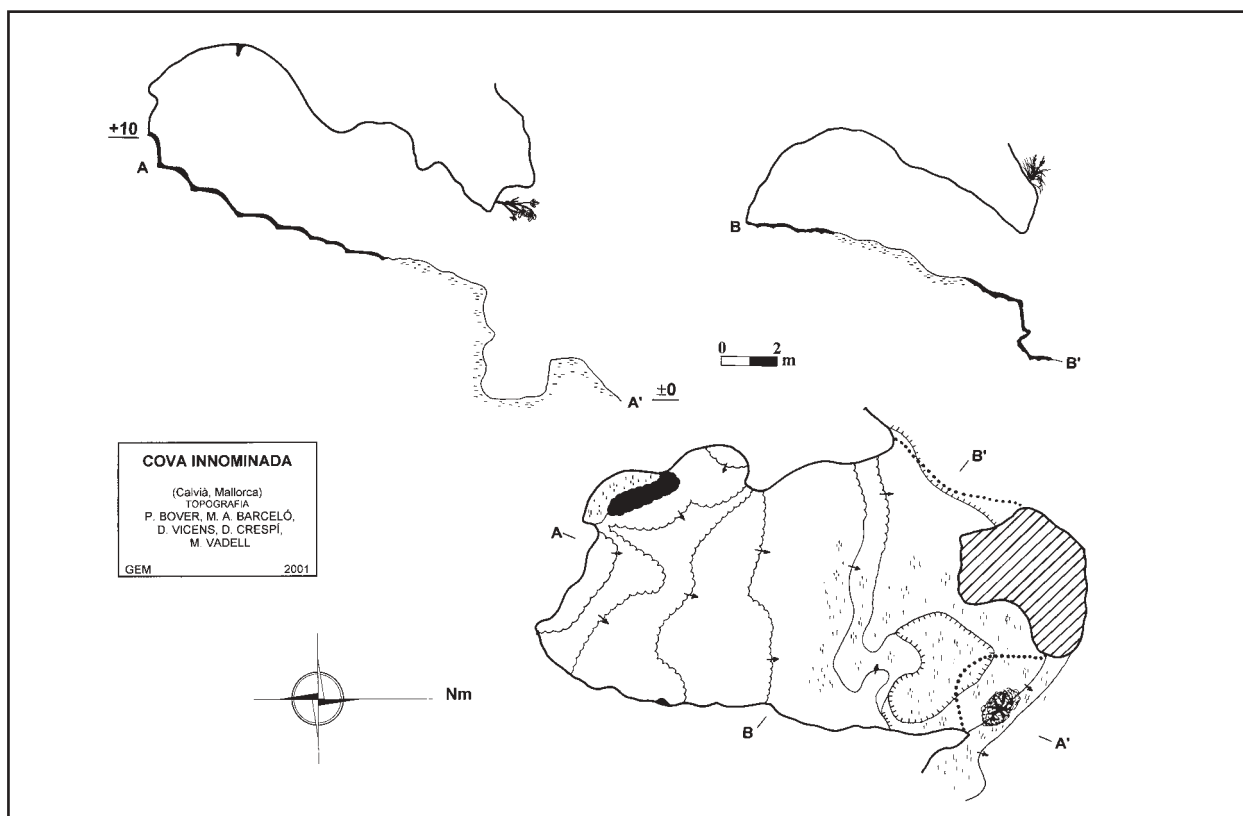 +10
A
A'
±0
B
B'
0 2
m
COVA INNOMINADA
(Calvià, Mallorca)
TOPOGRAFIA
P. BOVER, M. A. BARCELÓ,
D. VICENS, D. CRESPÍ,
M. VADELL
GEM 2001
Nm
A
B
B'
A'